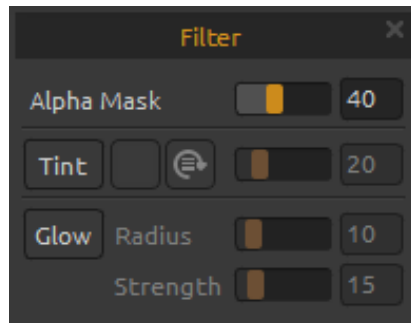 Filter
Alpha Mask 40
Tint 20
Glow Radius 10
Strength 15